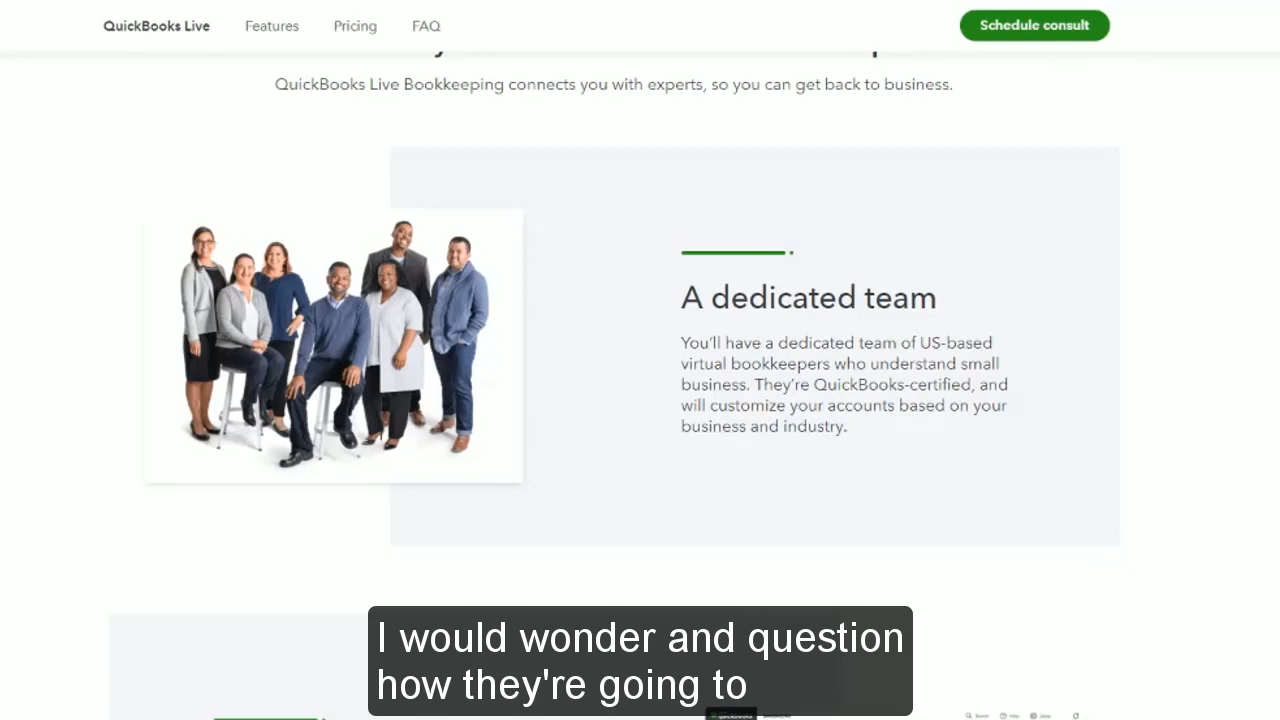 QuickBooks Live Features Pricing FAQ Schedule consult
QuickBooks Live Bookkeeping connects you with experts, so you can get back to business.
A dedicated team
You'll have a dedicated team of US-based
virtual bookkeepers who understand small
business. They're QuickBooks-certified, and
will customize your accounts based on your
business and industry.
I would wonder and question
how they're going to
quickbooks
Search Help